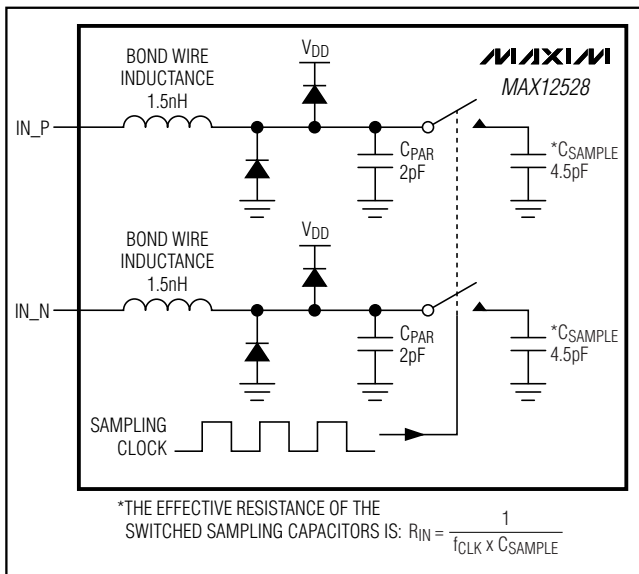 BOND WIRE
INDUCTANCE
1.5nH
VDD
MAXIM
MAX12528
IN_P
CPAR
2pF
*CSAMPLE
4.5pF
BOND WIRE
INDUCTANCE
1.5nH
VDD
IN_N
CPAR
2pF
*CSAMPLE
4.5pF
SAMPLING
CLOCK
*THE EFFECTIVE RESISTANCE OF THE
SWITCHED SAMPLING CAPACITORS IS: RIN = 1
fCLK x CSAMPLE